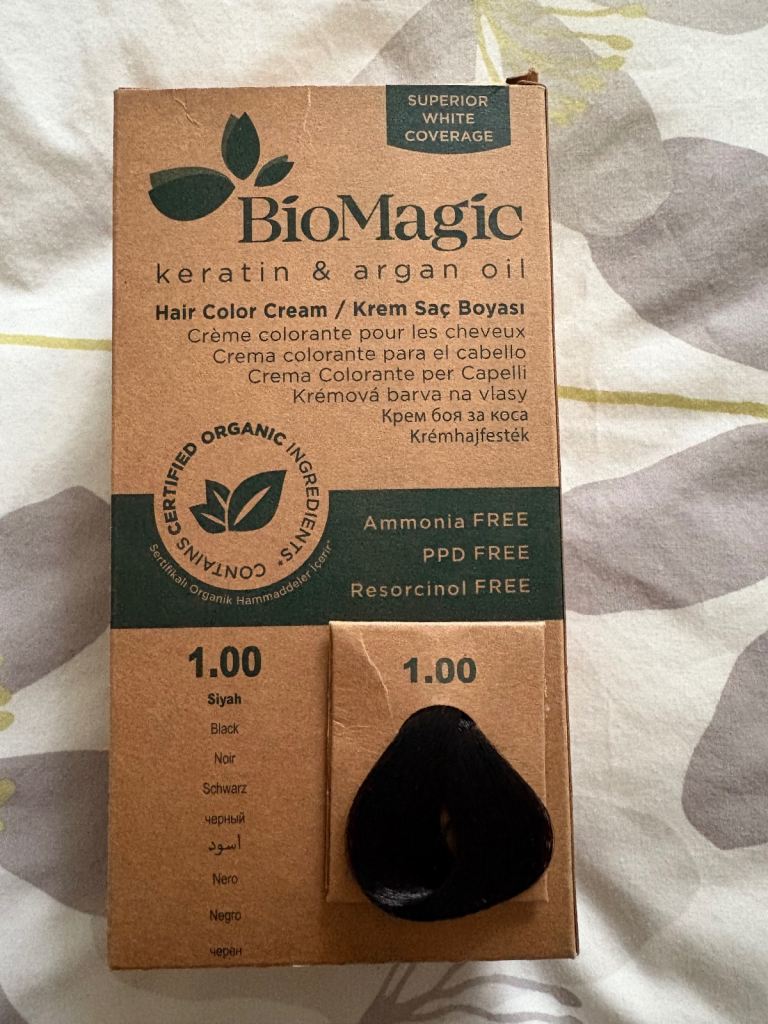 SUPERIOR
WHITE
COVERAGE
BioMagic
keratin & argan oil
Hair Color Cream / Krem Saç Boyası
Crème colorante pour les cheveux
Crema colorante para el cabello
Crema Colorante per Capelli
Krémová barva na vlasy
Крем боя за коса
Krémhajfesték
CONTAINS CERTIFIED ORGANIC INGREDIENTS*
Sertifikalı Organik Hammaddeler İçerir*
Ammonia FREE
PPD FREE
Resorcinol FREE
1.00
Siyah
Black
Noir
Schwarz
черный
أسود
Nero
Negro
черен
1.00